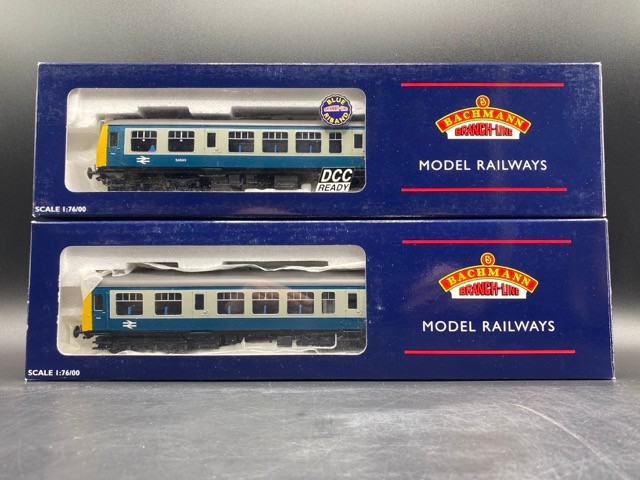 BLUE
RIBAND
BACHMANN
BRANCH-LINE
MODEL RAILWAYS
DCC
READY
SCALE 1:76/00
BACHMANN
BRANCH-LINE
MODEL RAILWAYS
SCALE 1:76/00